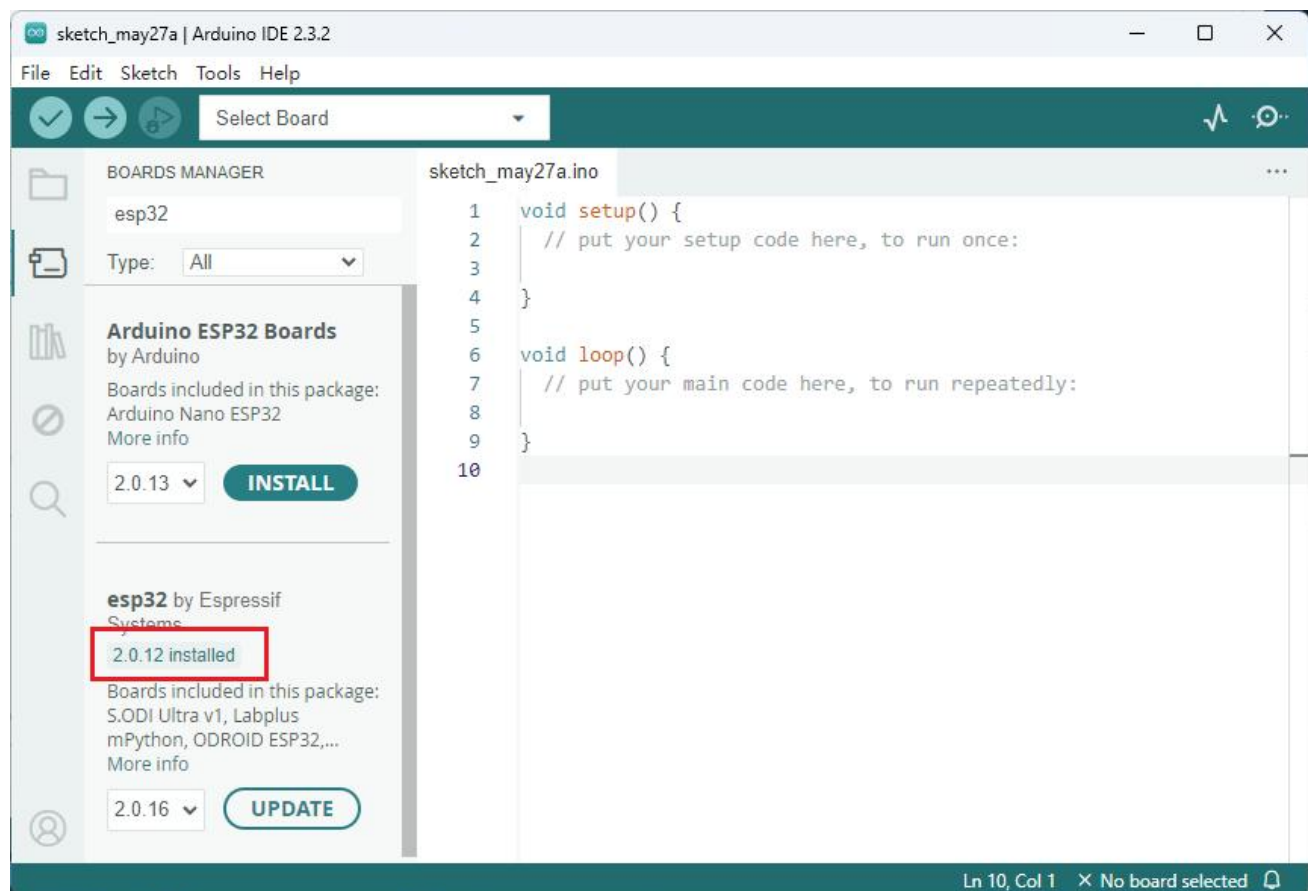 sketch_may27a | Arduino IDE 2.3.2
File Edit Sketch Tools Help
Select Board
BOARDS MANAGER
esp32
Type: All
Arduino ESP32 Boards
by Arduino
Boards included in this package:
Arduino Nano ESP32
More info
2.0.13 INSTALL
esp32 by Espressif
Systems
2.0.12 installed
Boards included in this package:
S.ODI Ultra v1, Labplus
mPython, ODROID ESP32,...
More info
2.0.16 UPDATE
sketch_may27a.ino
1 void setup() {
2 // put your setup code here, to run once:
3
4 }
5
6 void loop() {
7 // put your main code here, to run repeatedly:
8
9 }
10
Ln 10, Col 1 × No board selected